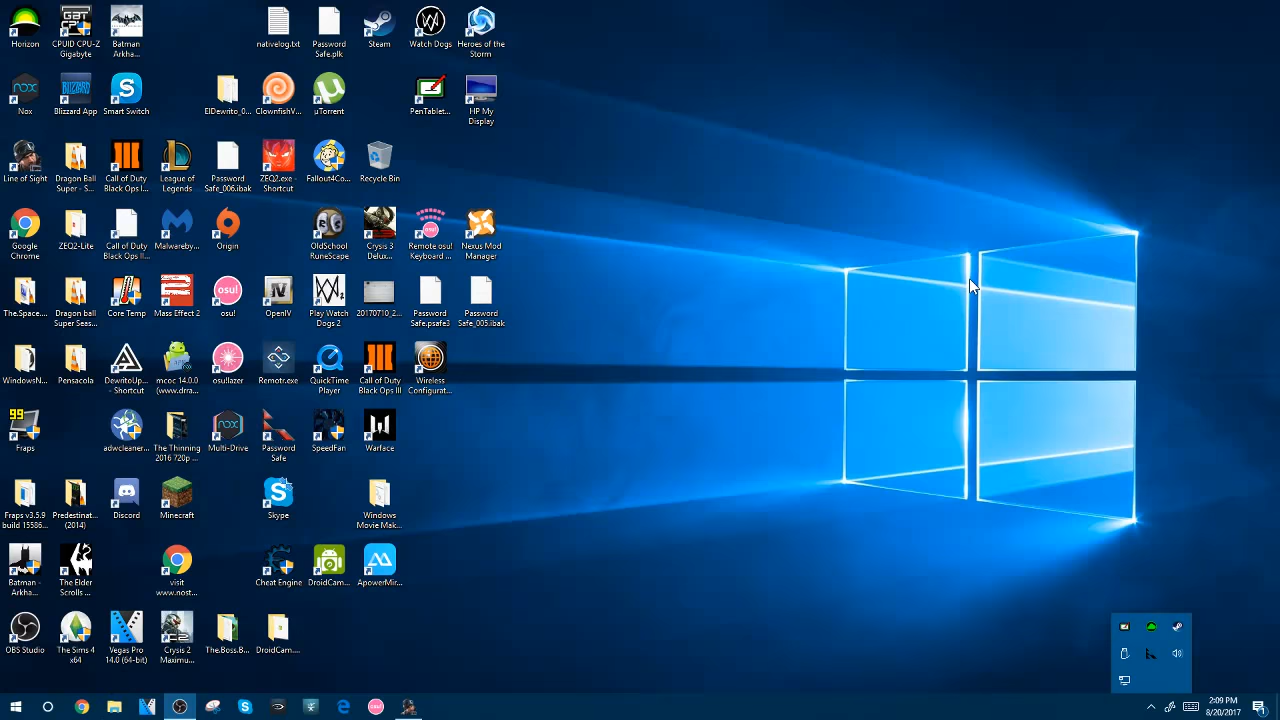 Horizon
CPUID CPU-Z
Gigabyte
Batman
Arkha...
nativelog.txt
Password
Safe.plk
Steam
Watch Dogs
Heroes of the
Storm
Nox
Blizzard App
Smart Switch
ElDewrito_0...
ClownfishV...
µTorrent
PenTablet...
HP My
Display
Line of Sight
Dragon Ball
Super - S...
Call of Duty
Black Ops I...
League of
Legends
Password
Safe_006.ibak
ZEQ2.exe -
Shortcut
Fallout4Co...
Recycle Bin
Google
Chrome
ZEQ2-Lite
Call of Duty
Black Ops II...
Malwareby...
Origin
OldSchool
RuneScape
Crysis 3
Delux...
Remote osu!
Keyboard ...
Nexus Mod
Manager
The.Space....
Dragon ball
Super Seas...
Core Temp
Mass Effect 2
osu!
OpenIV
Play Watch
Dogs 2
20170710_2...
Password
Safe.psafe3
Password
Safe_005.ibak
WindowsN...
Pensacola
DewritoUp...
- Shortcut
mcoc 14.0.0
(www.dra...
osu!lazer
Remotr.exe
QuickTime
Player
Call of Duty
Black Ops III
Wireless
Configurat...
Fraps
adwcleaner...
The Thinning
2016 720p ...
Multi-Drive
Password
Safe
SpeedFan
Warface
Fraps v3.5.9
build 15586...
Predestinat...
(2014)
Discord
Minecraft
Skype
Windows
Movie Mak...
Batman -
Arkha...
The Elder
Scrolls ...
visit
www.nost...
Cheat Engine
DroidCam...
ApowerMir...
OBS Studio
The Sims 4
x64
Vegas Pro
14.0 (64-bit)
Crysis 2
Maximu...
The.Boss.B...
DroidCam....
2:09 PM
8/20/2017